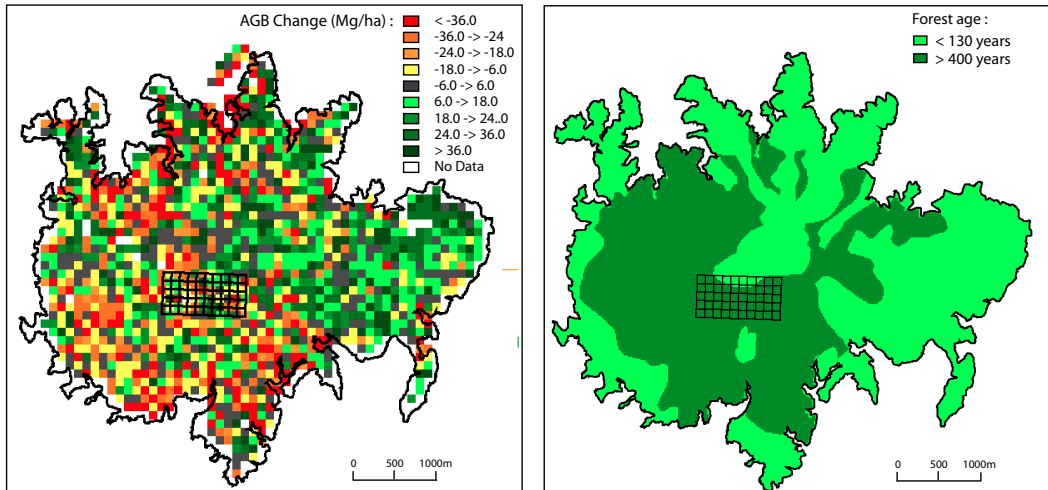 AGB Change (Mg/ha) :
< -36.0
-36.0 -> -24
-24.0 -> -18.0
-18.0 -> -6.0
-6.0 -> 6.0
6.0 -> 18.0
18.0 -> 24.0
24.0 -> 36.0
> 36.0
No Data
0 500 1000m
Forest age :
< 130 years
> 400 years
0 500 1000m